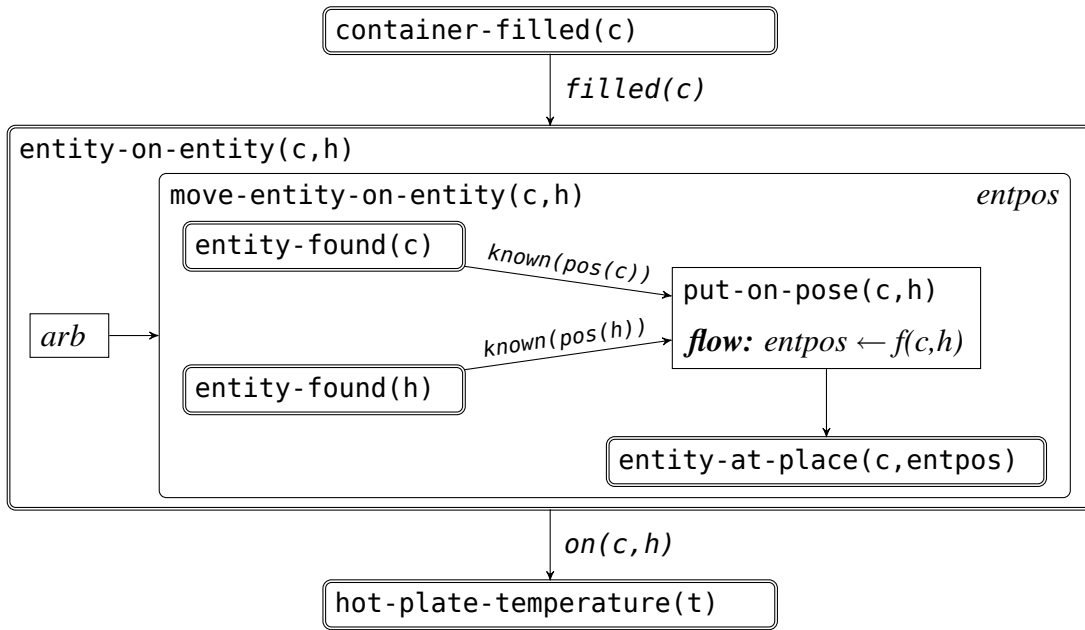 container-filled(c)
filled(c)
entity-on-entity(c,h)
move-entity-on-entity(c,h)
entpos
entity-found(c)
known(pos(c))
put-on-pose(c,h)
arb
known(pos(h))
flow: entpos ← f(c,h)
entity-found(h)
entity-at-place(c,entpos)
on(c,h)
hot-plate-temperature(t)